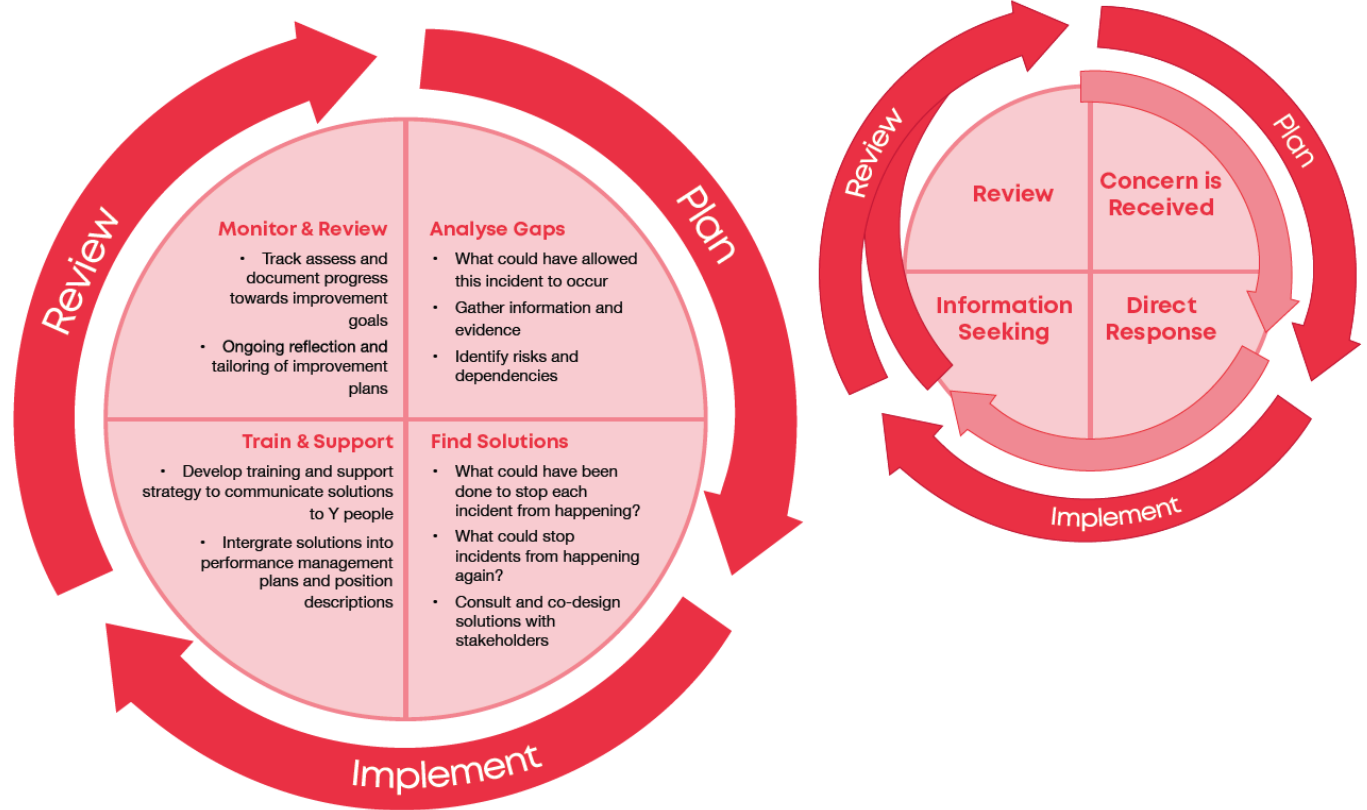 Review
Plan
Implement
Monitor & Review
• Track assess and
document progress
towards improvement
goals
• Ongoing reflection and
tailoring of improvement
plans
Analyse Gaps
• What could have allowed
this incident to occur
• Gather information and
evidence
• Identify risks and
dependencies
Train & Support
• Develop training and support
strategy to communicate solutions
to Y people
• Intergrate solutions into
performance management
plans and position
descriptions
Find Solutions
• What could have been
done to stop each
incident from happening?
• What could stop
incidents from happening
again?
• Consult and co-design
solutions with
stakeholders
Review
Plan
Implement
Review
Concern is
Received
Information
Seeking
Direct
Response